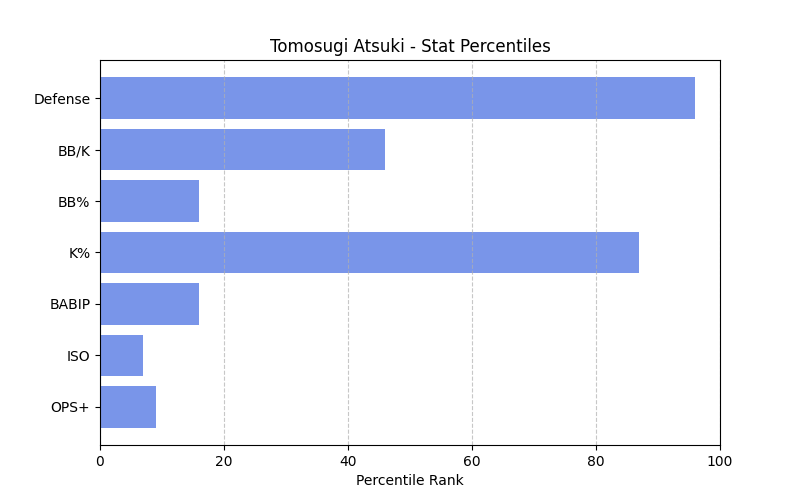 Tomosugi Atsuki - Stat Percentiles
Defense
BB/K
BB%
K%
BABIP
ISO
OPS+
0 20 40 60 80 100
Percentile Rank